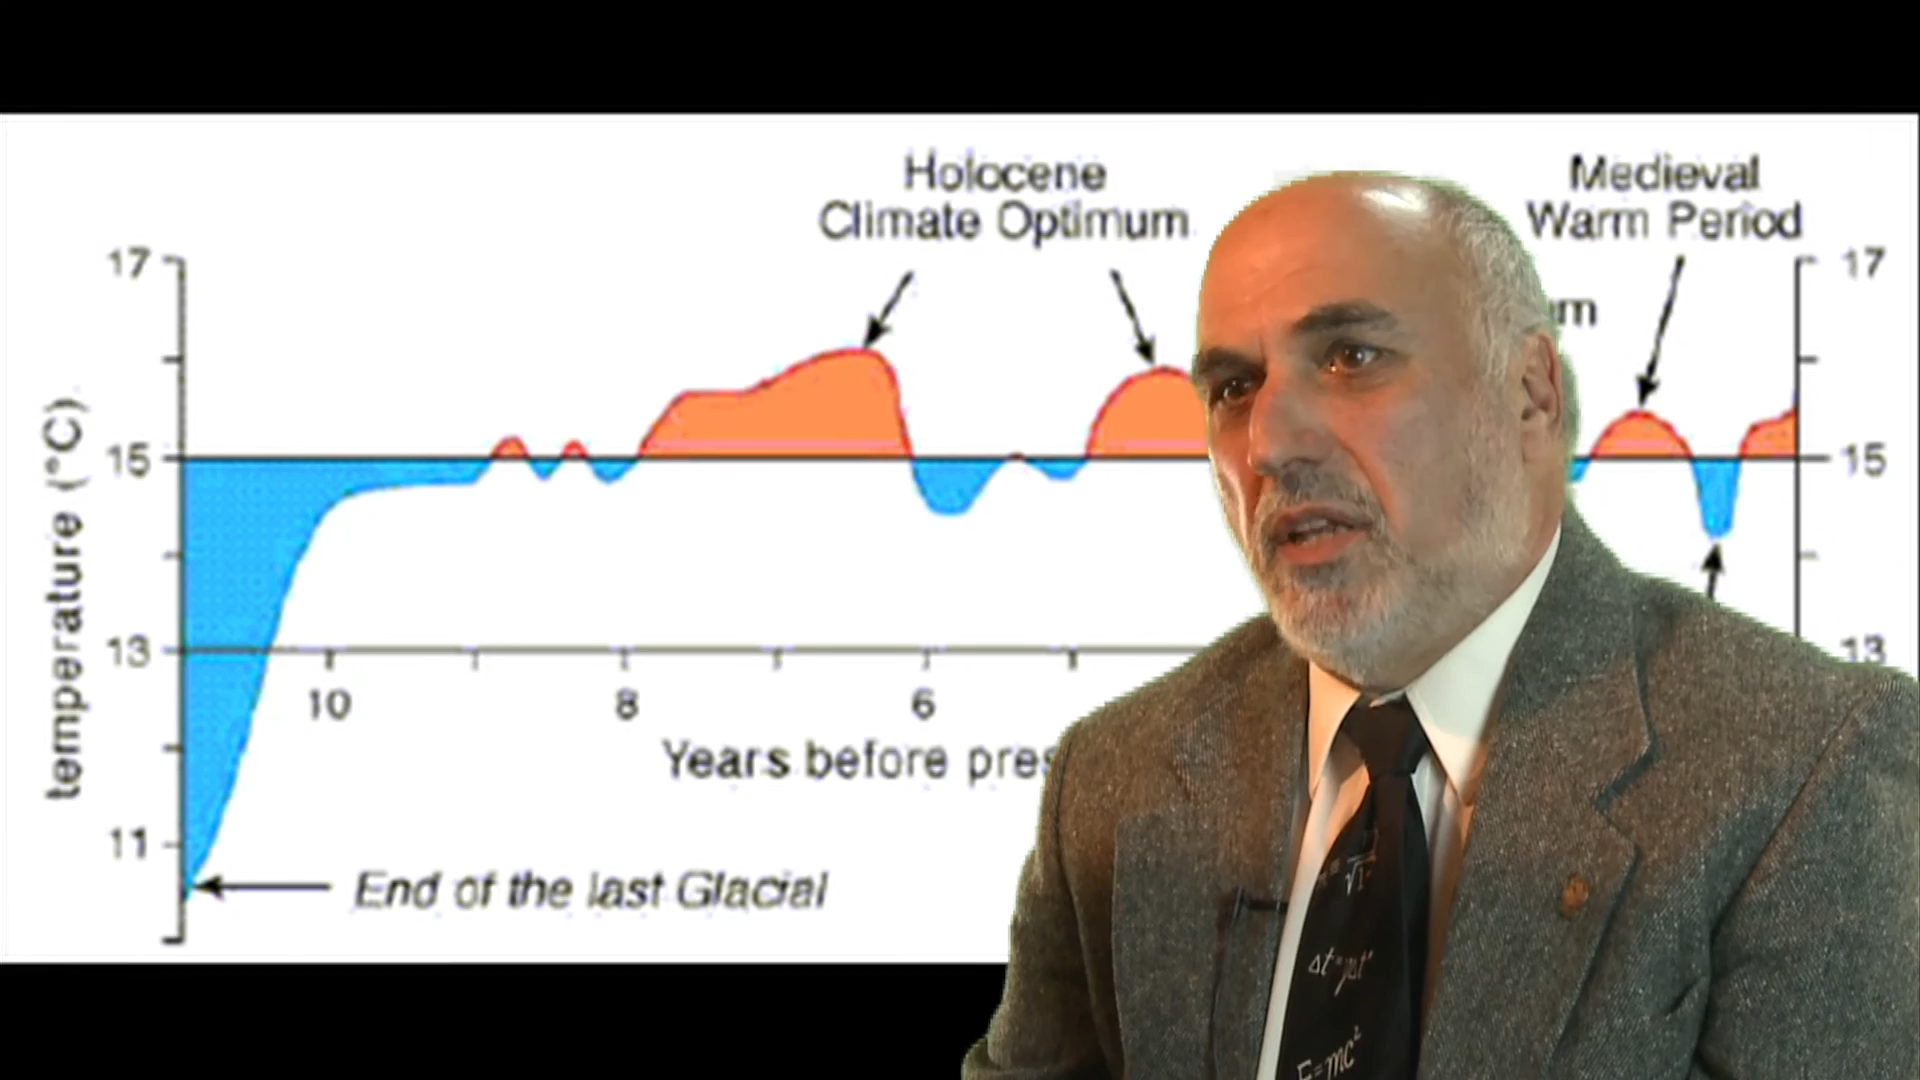 Holocene
Climate Optimum
Medieval
Warm Period
17
17
15
15
13
13
10
8
6
Years before pres
temperature (°C)
11
End of the last Glacial
E=mc²